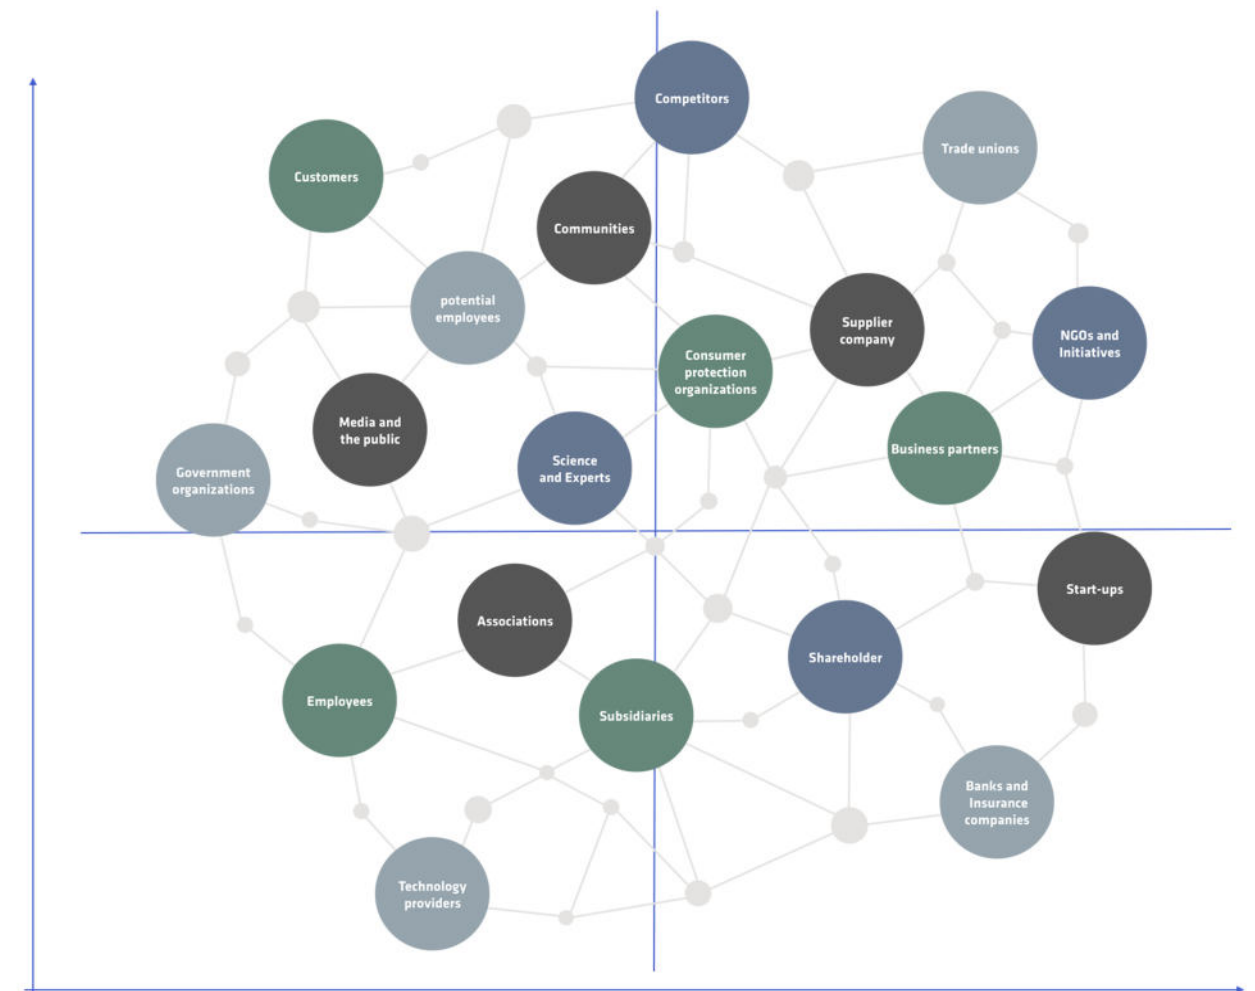 Competitors
Trade unions
Customers
Communities
potential
employees
Supplier
company
NGOs and
Initiatives
Consumer
protection
organizations
Media and
the public
Business partners
Science
and Experts
Government
organizations
Start-ups
Associations
Shareholder
Employees
Subsidiaries
Banks and
Insurance
companies
Technology
providers